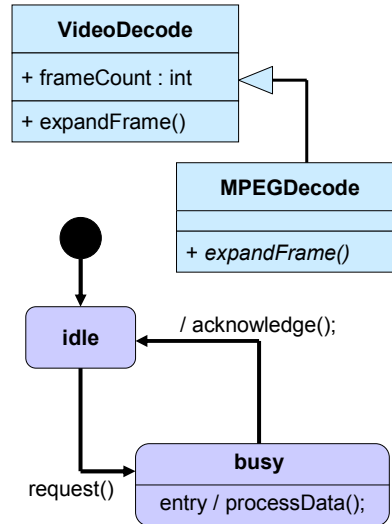 VideoDecode
+ frameCount : int
+ expandFrame()
MPEGDecode
+ expandFrame()
idle
/ acknowledge();
request()
busy
entry / processData();